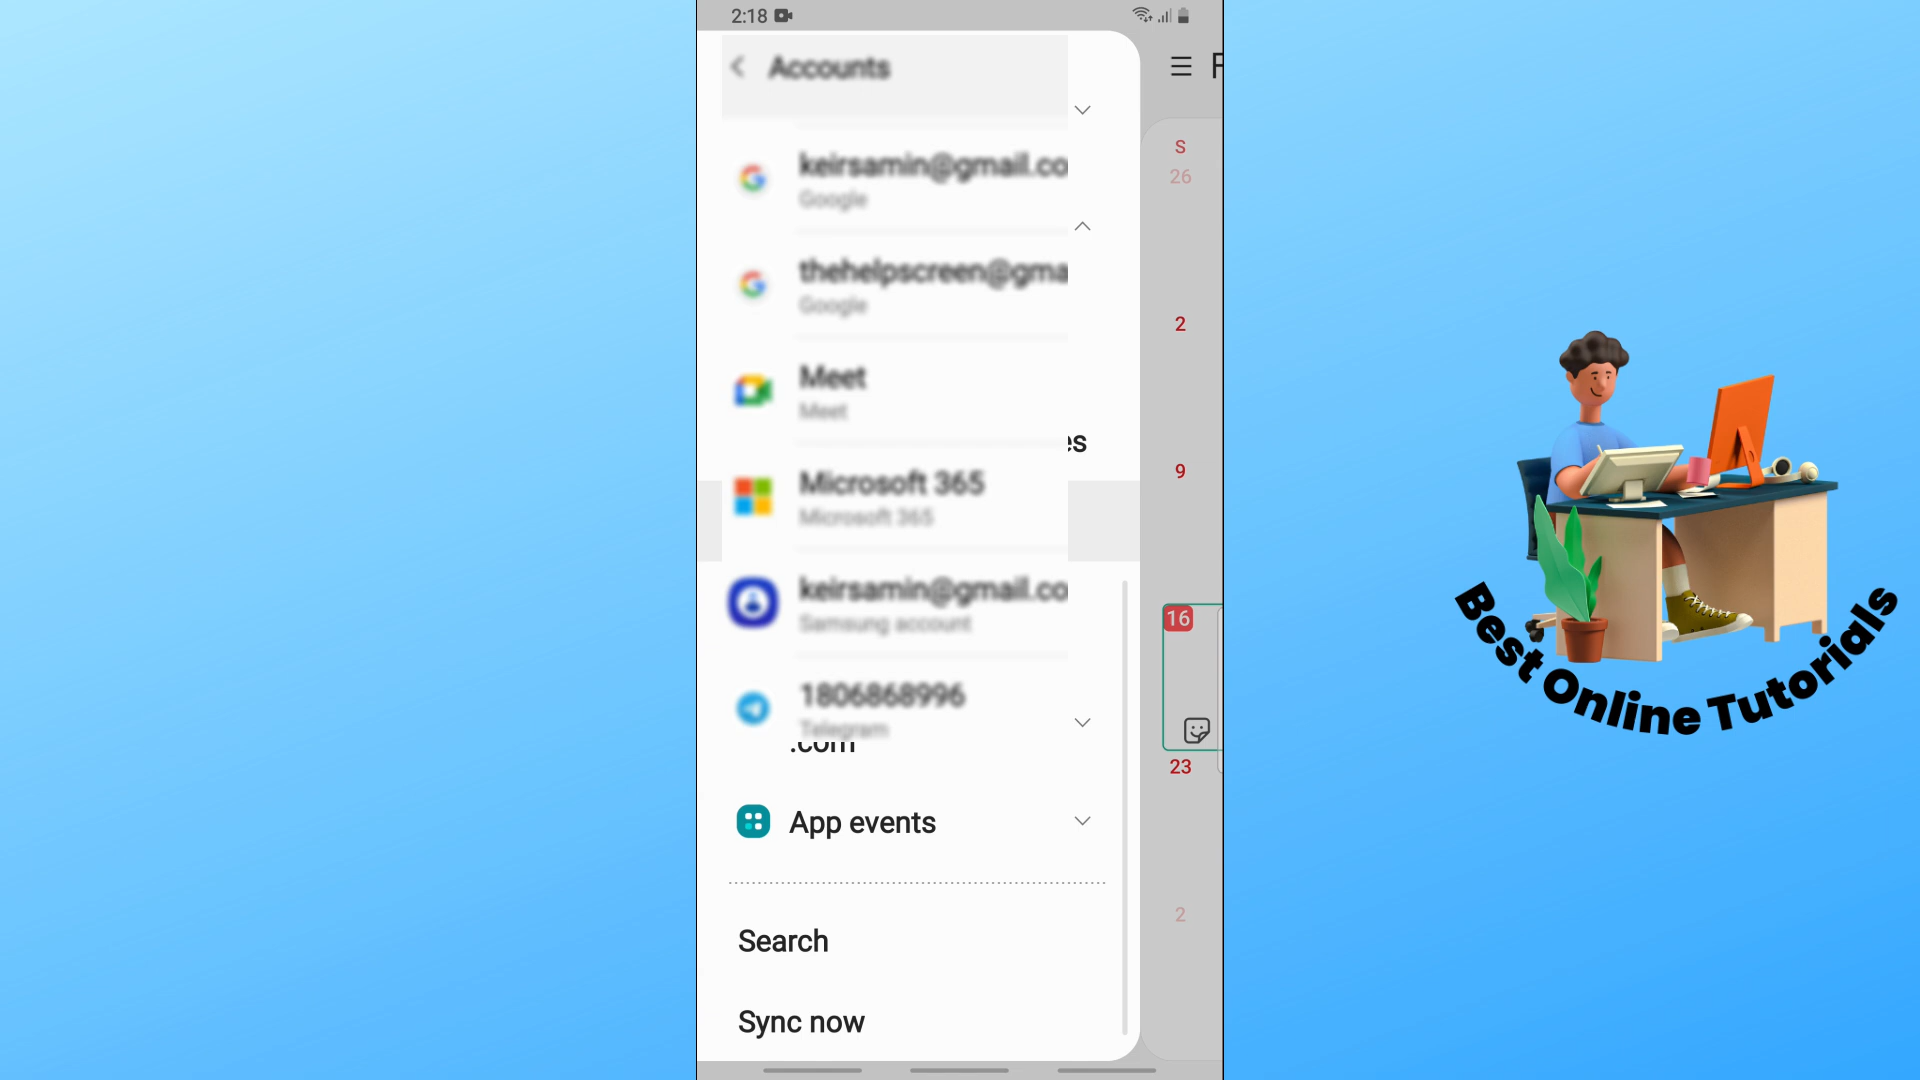 2:18
Accounts
F
keirsamin@gmail.co
Google
thehelpscreen@gma
Google
Meet
Meet
es
Microsoft 365
Microsoft 365
keirsamin@gmail.co
Samsung account
1806868996
Telegram
.com
App events
Search
Sync now
S
26
2
9
16
23
2
Best Online Tutorials